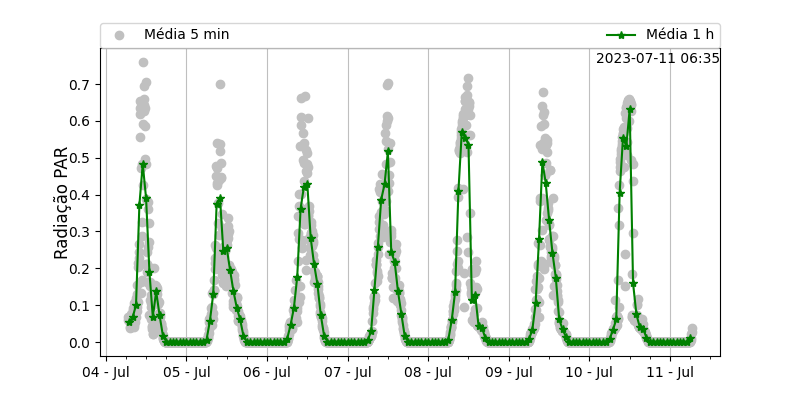 Média 5 min
Média 1 h
2023-07-11 06:35
Radiação PAR
0.7
0.6
0.5
0.4
0.3
0.2
0.1
0.0
04 - Jul
05 - Jul
06 - Jul
07 - Jul
08 - Jul
09 - Jul
10 - Jul
11 - Jul